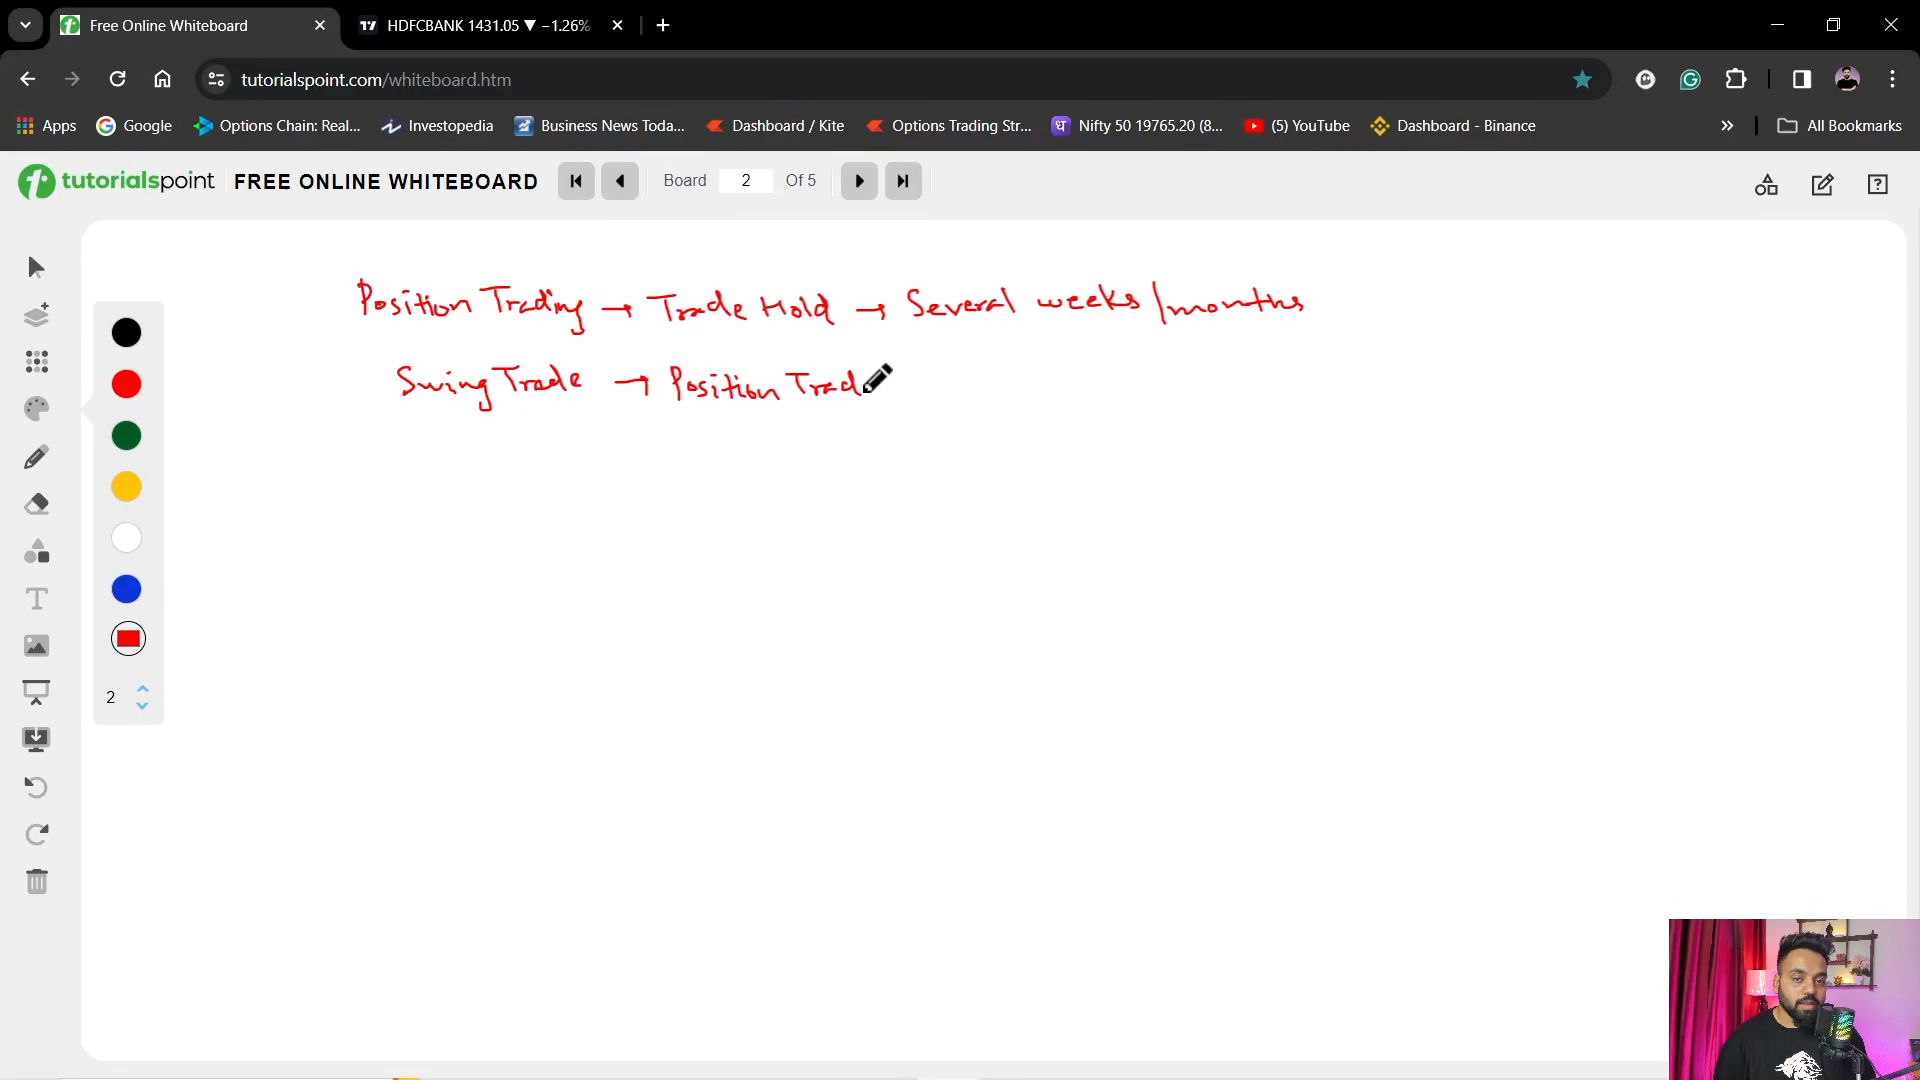 Free Online Whiteboard
HDFCBANK 1431.05 ▼ −1.26%
tutorialspoint.com/whiteboard.htm
Apps
Google
Options Chain: Real...
Investopedia
Business News Toda...
Dashboard / Kite
Options Trading Str...
Nifty 50 19765.20 (8...
(5) YouTube
Dashboard - Binance
All Bookmarks
tutorialspoint
FREE ONLINE WHITEBOARD
Board 2 Of 5
Position Trading → Trade Hold → Several weeks/months
Swing Trade → Position Trad
2